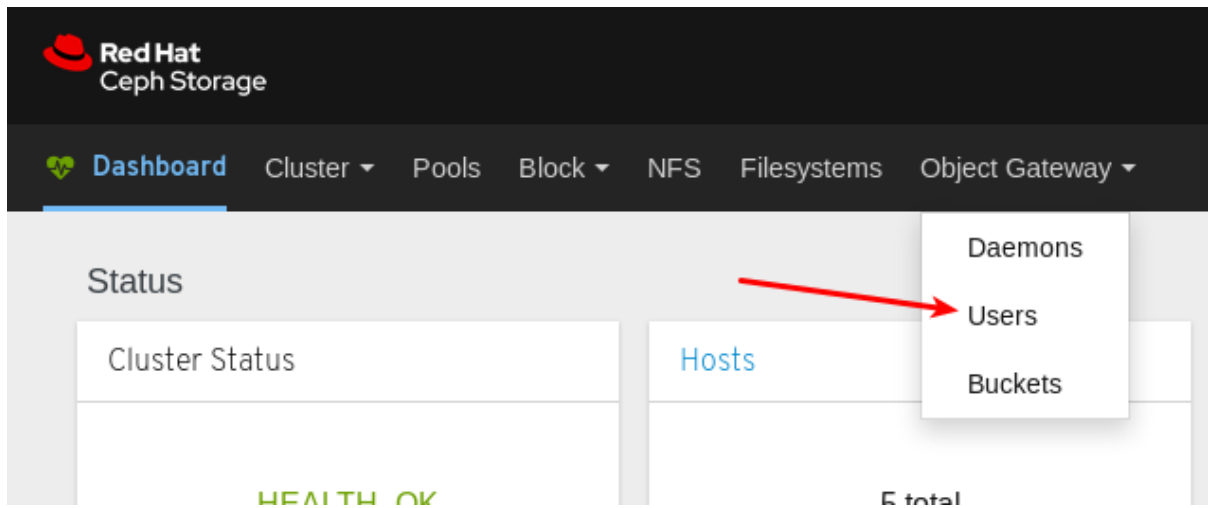 Red Hat
Ceph Storage
Dashboard Cluster Pools Block NFS Filesystems Object Gateway
Daemons
Users
Buckets
Status
Cluster Status
Hosts
HEALTH_OK
5 total